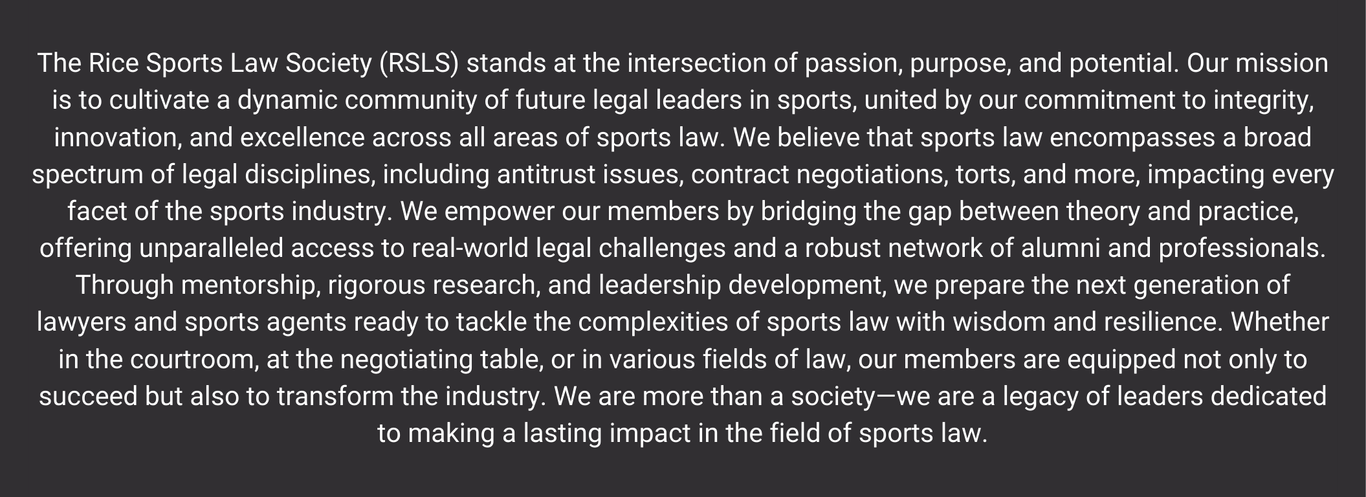 The Rice Sports Law Society (RSLS) stands at the intersection of passion, purpose, and potential. Our mission
is to cultivate a dynamic community of future legal leaders in sports, united by our commitment to integrity,
innovation, and excellence across all areas of sports law. We believe that sports law encompasses a broad
spectrum of legal disciplines, including antitrust issues, contract negotiations, torts, and more, impacting every
facet of the sports industry. We empower our members by bridging the gap between theory and practice,
offering unparalleled access to real-world legal challenges and a robust network of alumni and professionals.
Through mentorship, rigorous research, and leadership development, we prepare the next generation of
lawyers and sports agents ready to tackle the complexities of sports law with wisdom and resilience. Whether
in the courtroom, at the negotiating table, or in various fields of law, our members are equipped not only to
succeed but also to transform the industry. We are more than a society—we are a legacy of leaders dedicated
to making a lasting impact in the field of sports law.